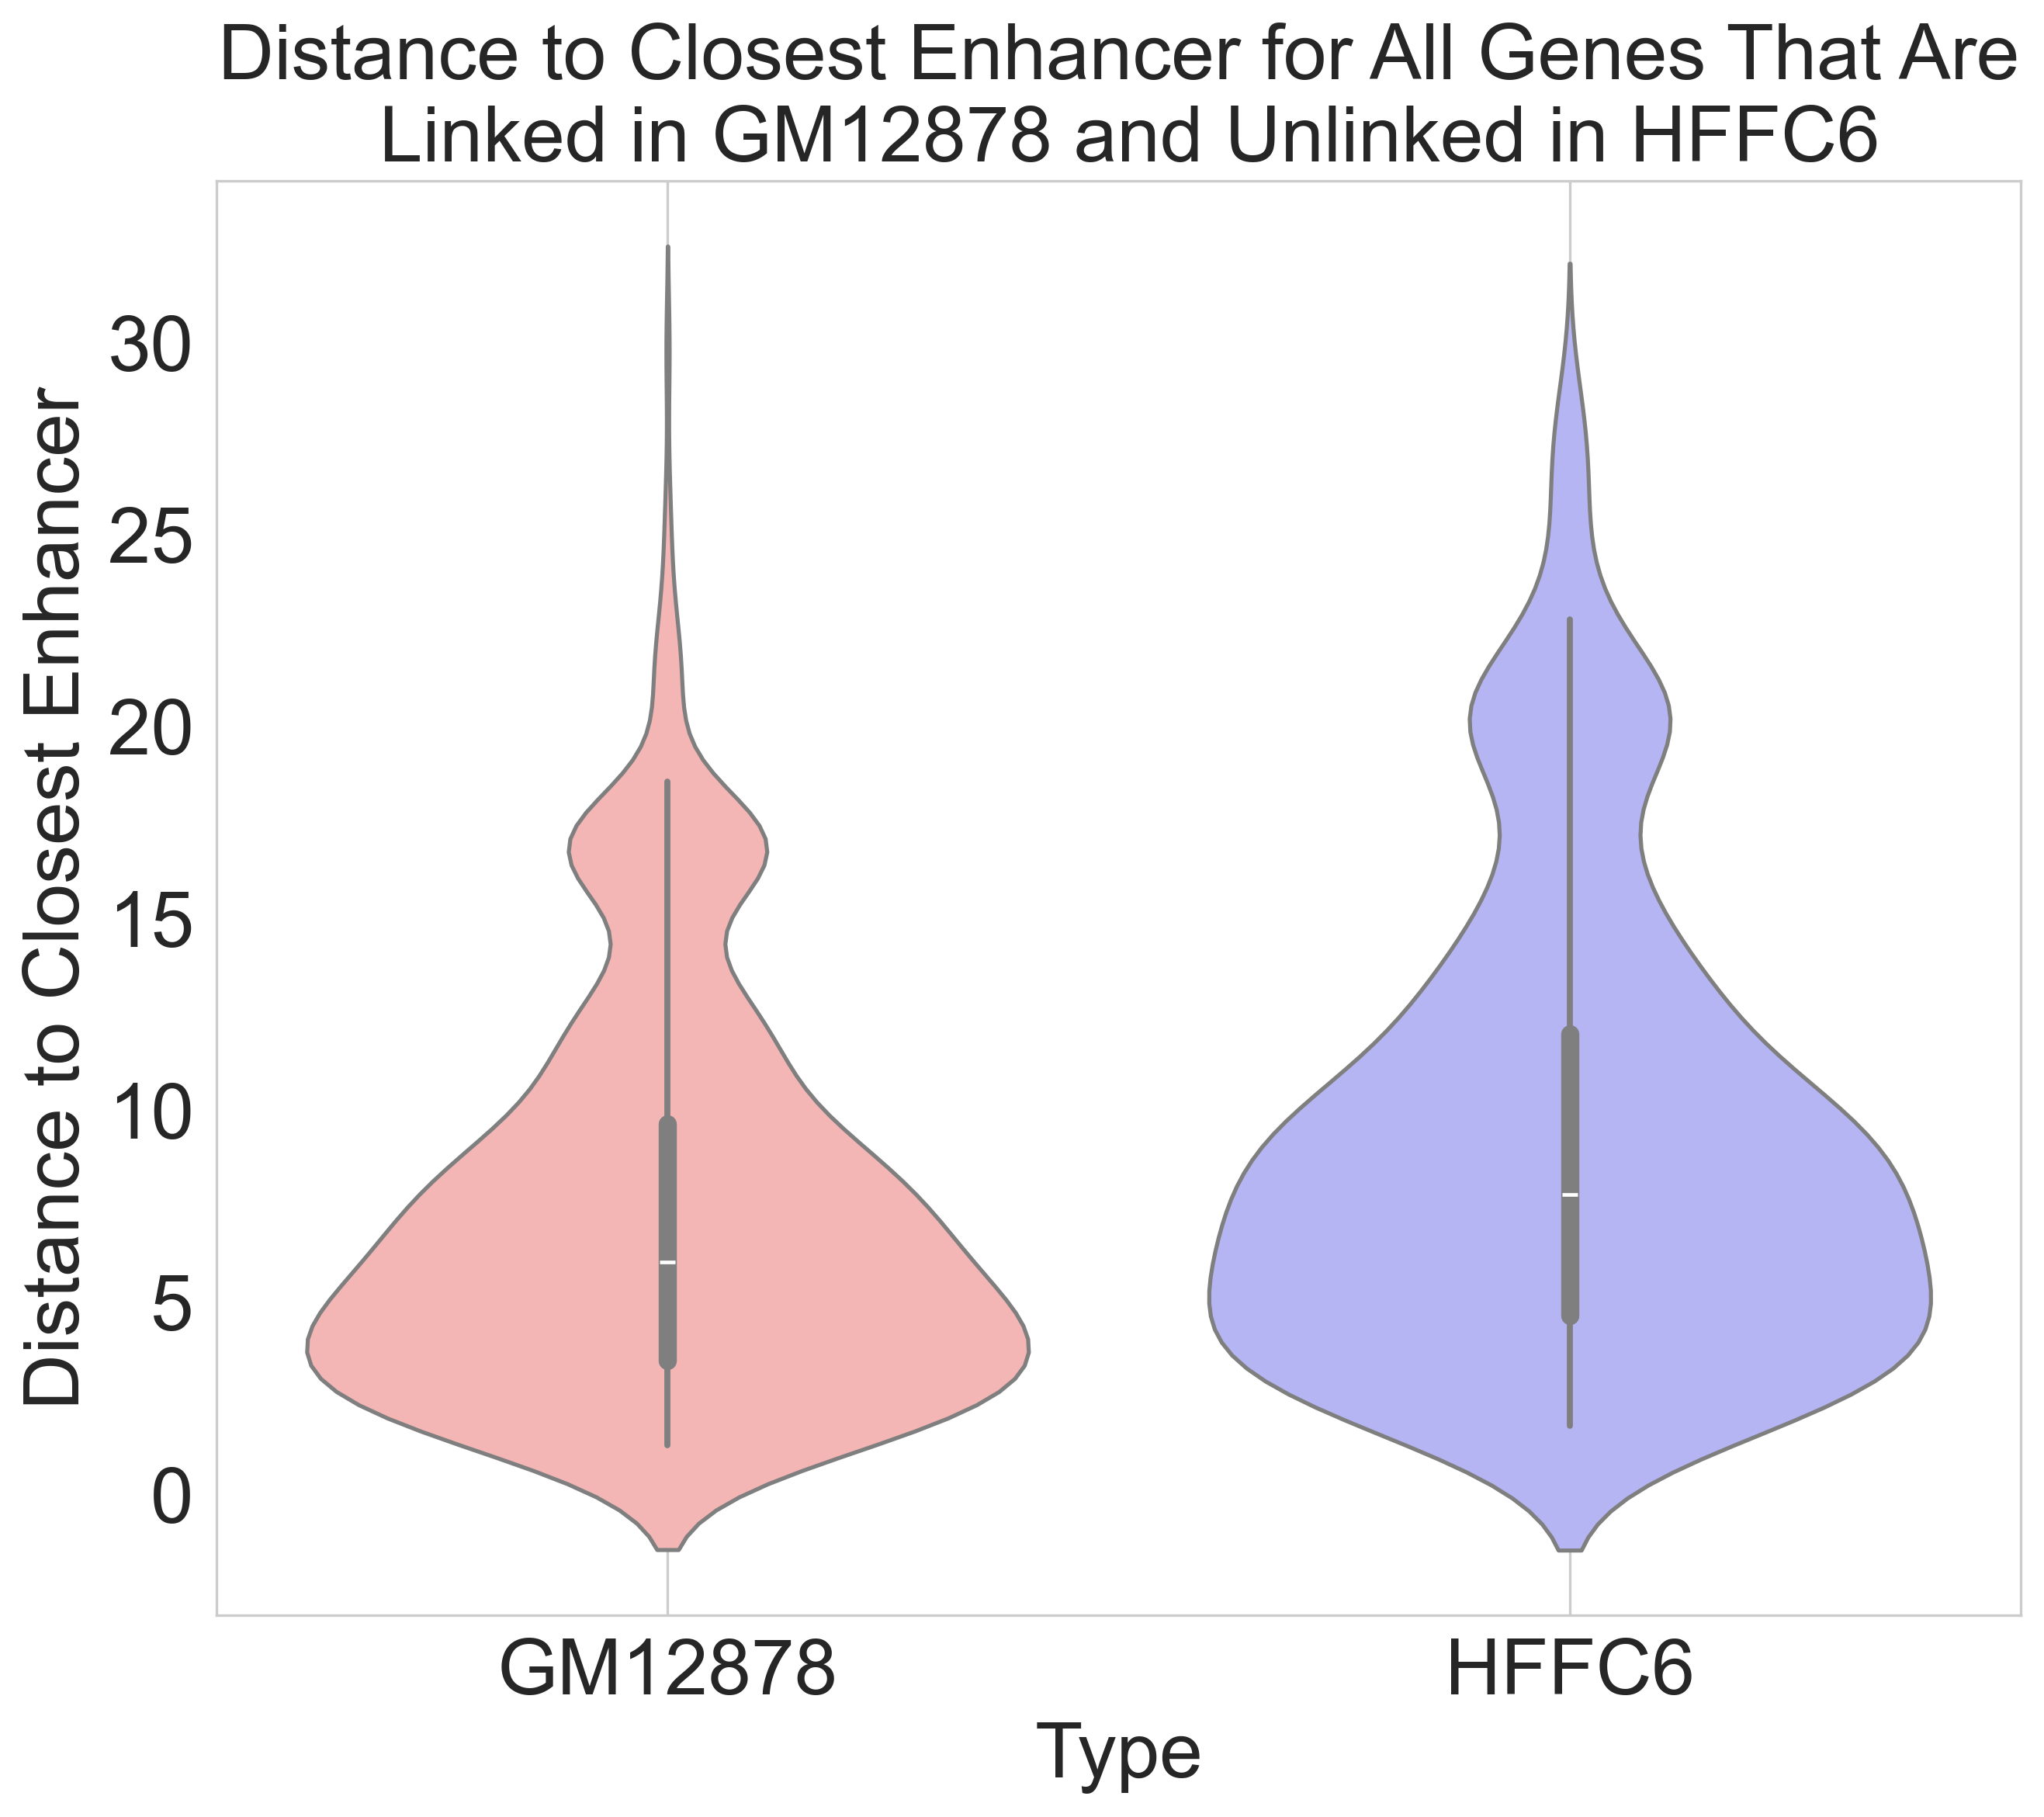 Distance to Closest Enhancer for All Genes That Are
Linked in GM12878 and Unlinked in HFFC6
Distance to Closest Enhancer
30
25
20
15
10
5
0
GM12878
HFFC6
Type